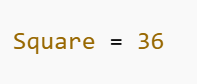 Square = 36